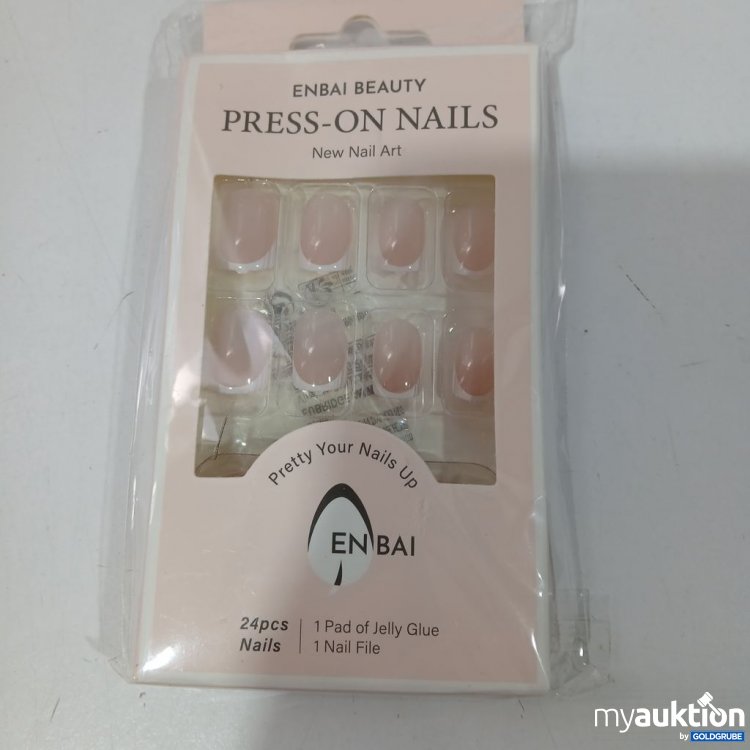 ENBAI BEAUTY
PRESS-ON NAILS
New Nail Art
Pretty Your Nails Up
ENBAI
24pcs Nails
1 Pad of Jelly Glue
1 Nail File
myauktion
by GOLDGRUBE